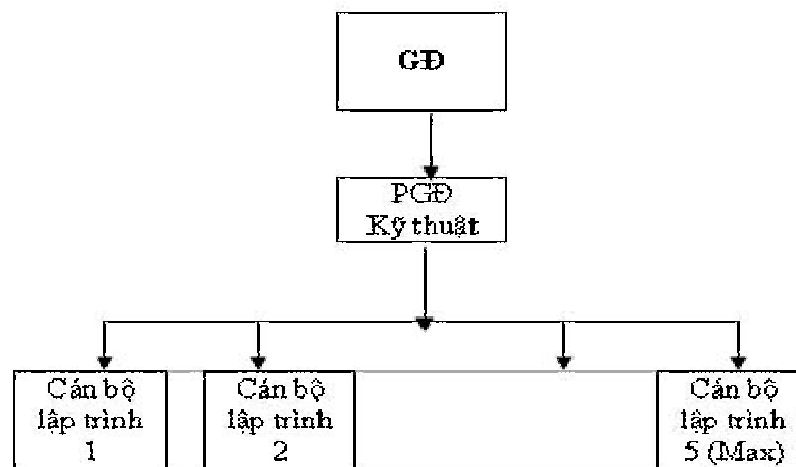 GĐ
PGĐ
Kỹ thuật
Cán bộ
lập trình
1
Cán bộ
lập trình
2
Cán bộ
lập trình
5 (Max)